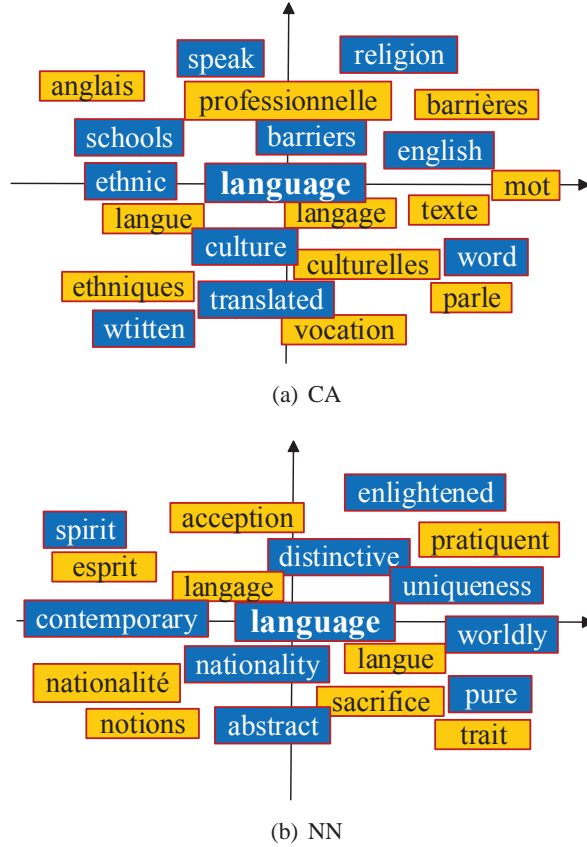 speak
religion
anglais
professionnelle
barrières
schools
barriers
english
ethnic
language
mot
langue
langage
texte
culture
culturelles
word
ethniques
translated
parle
wtitten
vocation
(a) CA
enlightened
acception
spirit
distinctive
pratiquent
esprit
langage
uniqueness
contemporary
language
worldly
nationality
langue
nationalité
sacrifice
pure
notions
abstract
trait
(b) NN